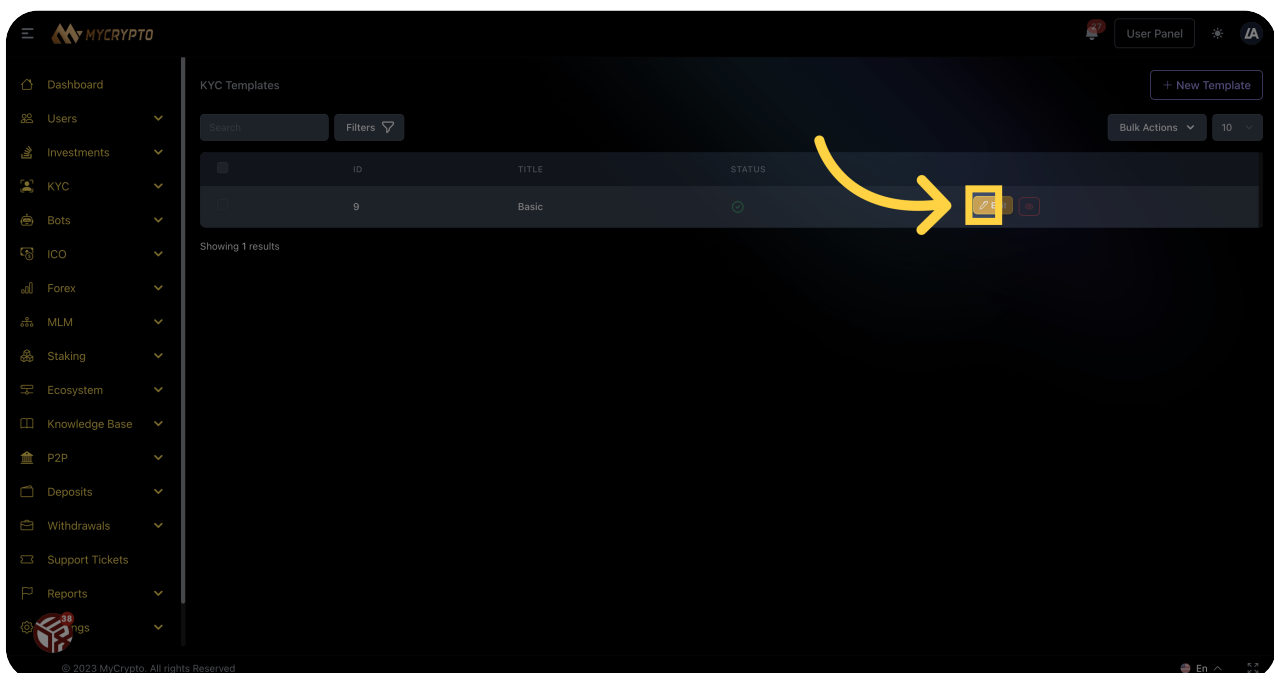 MYCRYPTO
27
User Panel
Dashboard
Users
Investments
KYC
Bots
ICO
Forex
MLM
Staking
Ecosystem
Knowledge Base
P2P
Deposits
Withdrawals
Support Tickets
Reports
38
ngs
KYC Templates
+ New Template
Search
Filters
Bulk Actions
10
ID TITLE STATUS
9 Basic
Showing 1 results
© 2023 MyCrypto. All rights Reserved
En